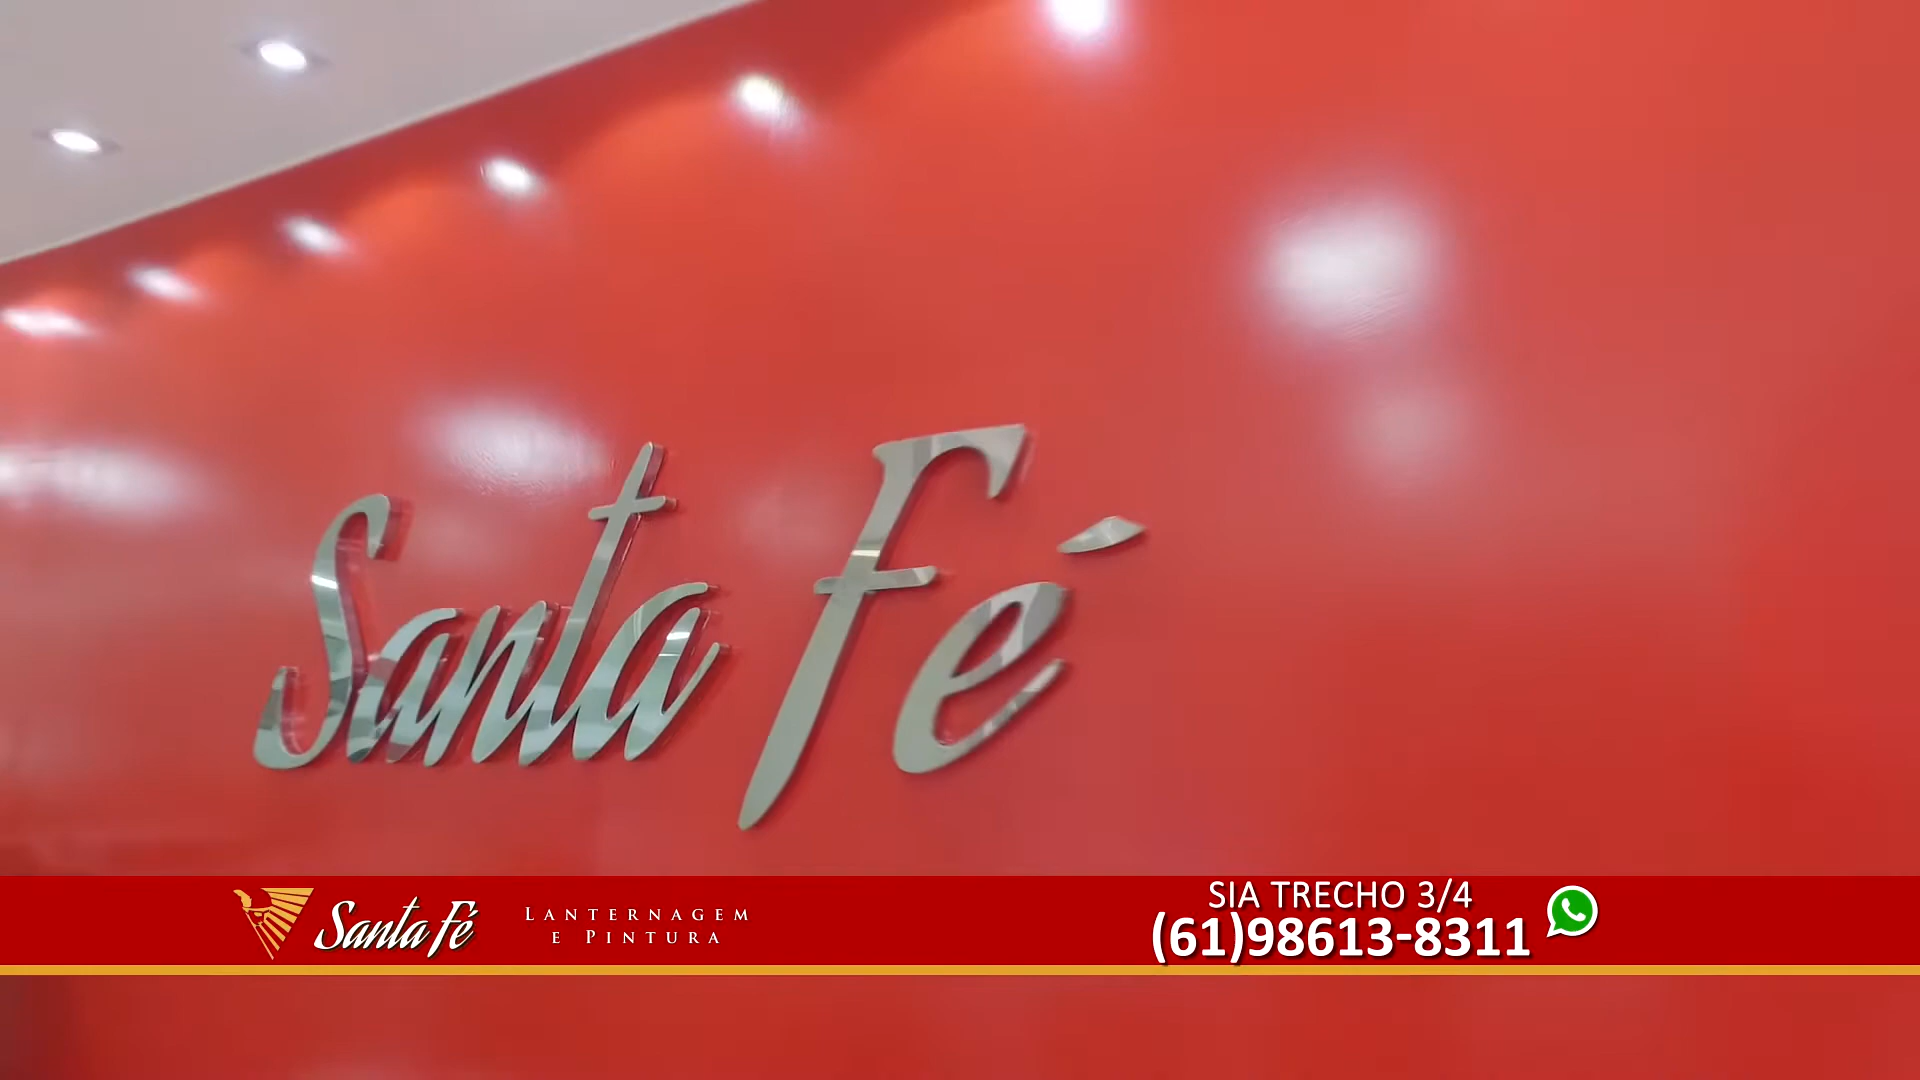 Santa Fé
Santa Fé
LANTERNAGEM
E PINTURA
SIA TRECHO 3/4
(61)98613-8311